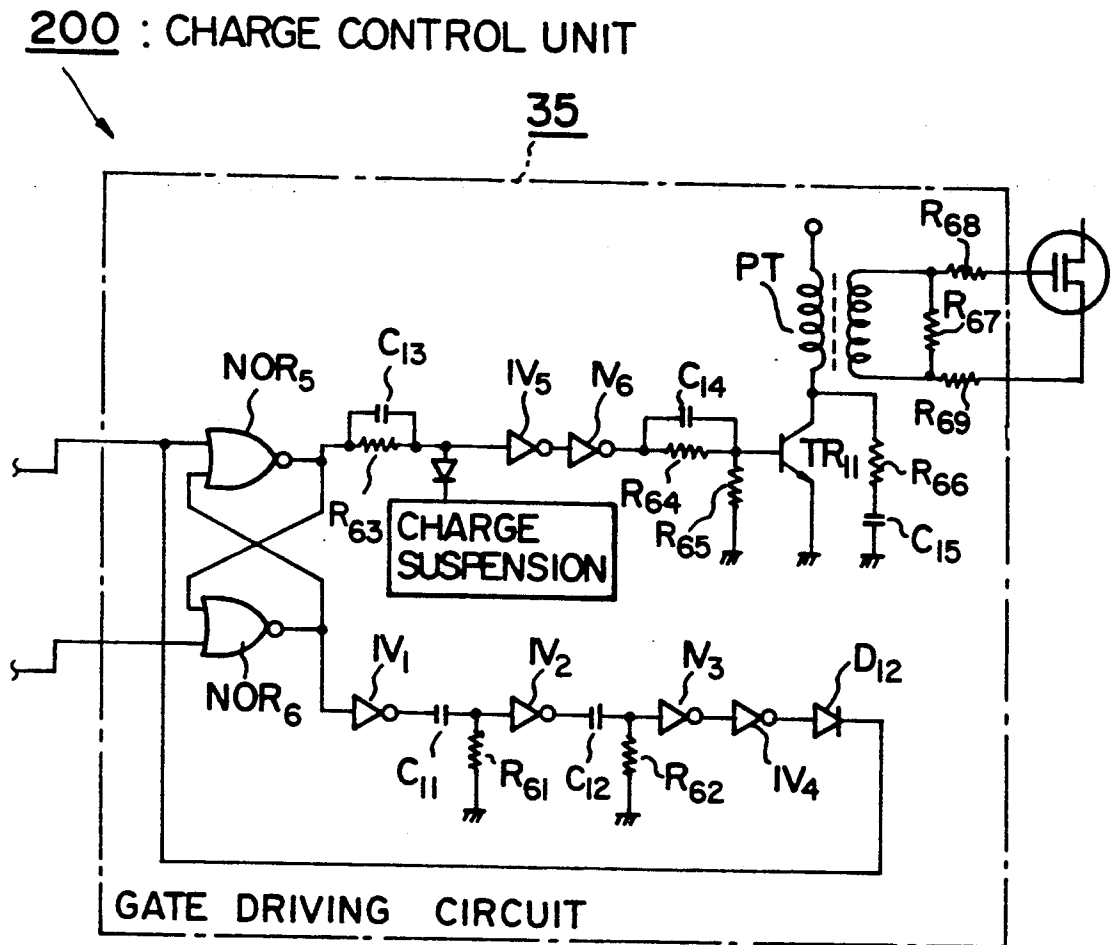 200 : CHARGE CONTROL UNIT
35
R68
PT
R67
C13
NOR5
IV5
IV6
C14
R69
TR11
R66
R63
R64
R65
C15
CHARGE
SUSPENSION
NOR6
IV1
IV2
IV3
D12
C11
R61
C12
R62
IV4
GATE DRIVING CIRCUIT